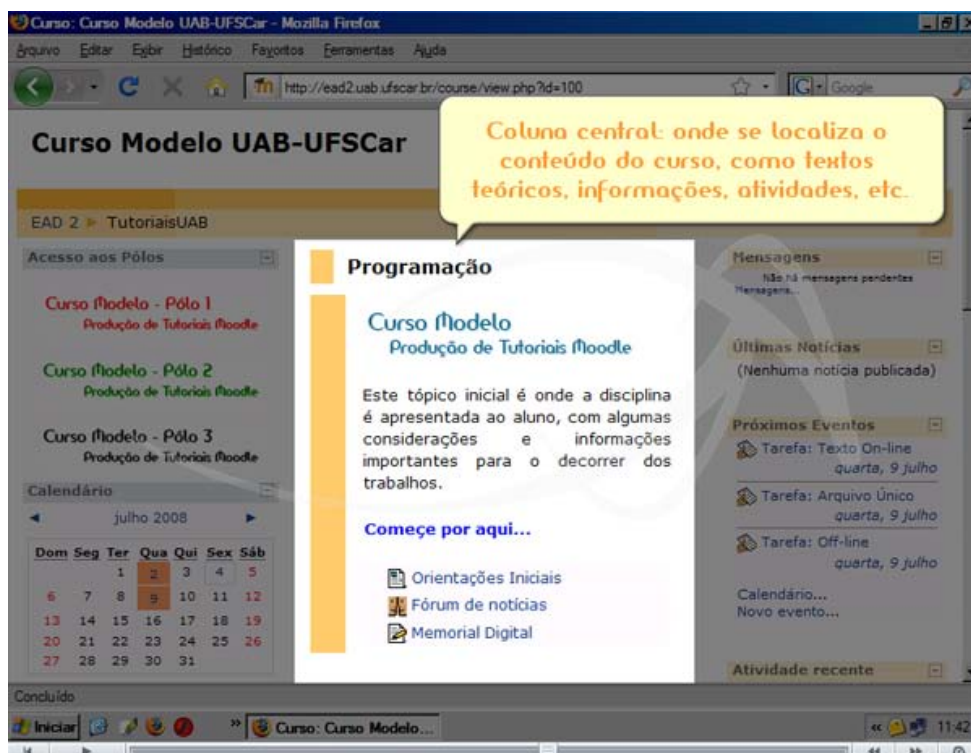 Curso: Curso Modelo UAB-UFSCar - Mozilla Firefox
Arquivo Editar Exibir Histórico Favoritos Ferramentas Ajuda
http://ead2.uab.ufscar.br/course/view.php?id=100
Google
Curso Modelo UAB-UFSCar
Coluna central: onde se localiza o
conteúdo do curso, como textos
teóricos, informações, atividades, etc.
EAD 2 ► TutoriaisUAB
Acesso aos Pólos
Curso Modelo - Pólo 1
Produção de Tutoriais Moodle
Curso Modelo - Pólo 2
Produção de Tutoriais Moodle
Curso Modelo - Pólo 3
Produção de Tutoriais Moodle
Calendário
◄ julho 2008 ►
Dom Seg Ter Qua Qui Sex Sáb
1 2 3 4 5
6 7 8 9 10 11 12
13 14 15 16 17 18 19
20 21 22 23 24 25 26
27 28 29 30 31
Programação
Curso Modelo
Produção de Tutoriais Moodle
Este tópico inicial é onde a disciplina
é apresentada ao aluno, com algumas
considerações e informações
importantes para o decorrer dos
trabalhos.
Começe por aqui...
Orientações Iniciais
Fórum de notícias
Memorial Digital
Mensagens
Não há mensagens pendentes
Mensagens...
Últimas Notícias
(Nenhuma notícia publicada)
Próximos Eventos
Tarefa: Texto On-line
quarta, 9 julho
Tarefa: Arquivo Único
quarta, 9 julho
Tarefa: Off-line
quarta, 9 julho
Calendário...
Novo evento...
Atividade recente
Concluído
Iniciar
» Curso: Curso Modelo...
« 11:42